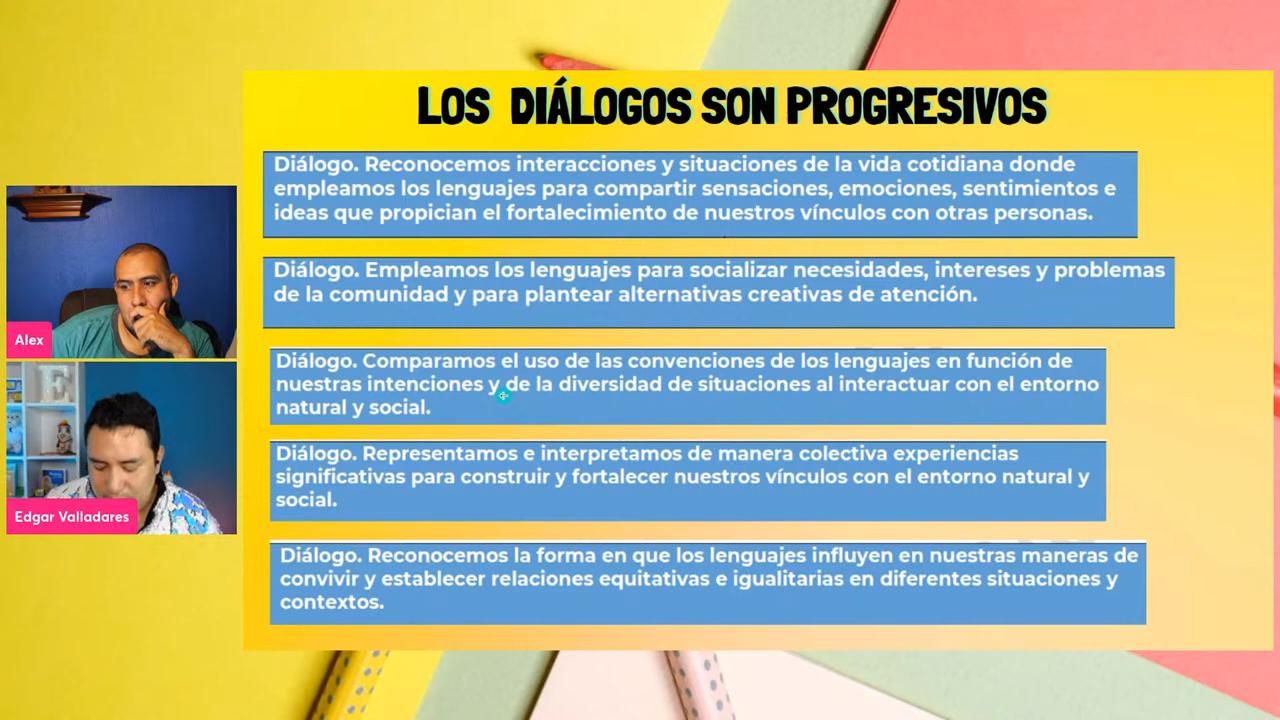 LOS DIÁLOGOS SON PROGRESIVOS
Diálogo. Reconocemos interacciones y situaciones de la vida cotidiana donde
empleamos los lenguajes para compartir sensaciones, emociones, sentimientos e
ideas que propician el fortalecimiento de nuestros vínculos con otras personas.
Diálogo. Empleamos los lenguajes para socializar necesidades, intereses y problemas
de la comunidad y para plantear alternativas creativas de atención.
Diálogo. Comparamos el uso de las convenciones de los lenguajes en función de
nuestras intenciones y de la diversidad de situaciones al interactuar con el entorno
natural y social.
Diálogo. Representamos e interpretamos de manera colectiva experiencias
significativas para construir y fortalecer nuestros vínculos con el entorno natural y
social.
Diálogo. Reconocemos la forma en que los lenguajes influyen en nuestras maneras de
convivir y establecer relaciones equitativas e igualitarias en diferentes situaciones y
contextos.
Alex
Edgar Valladares